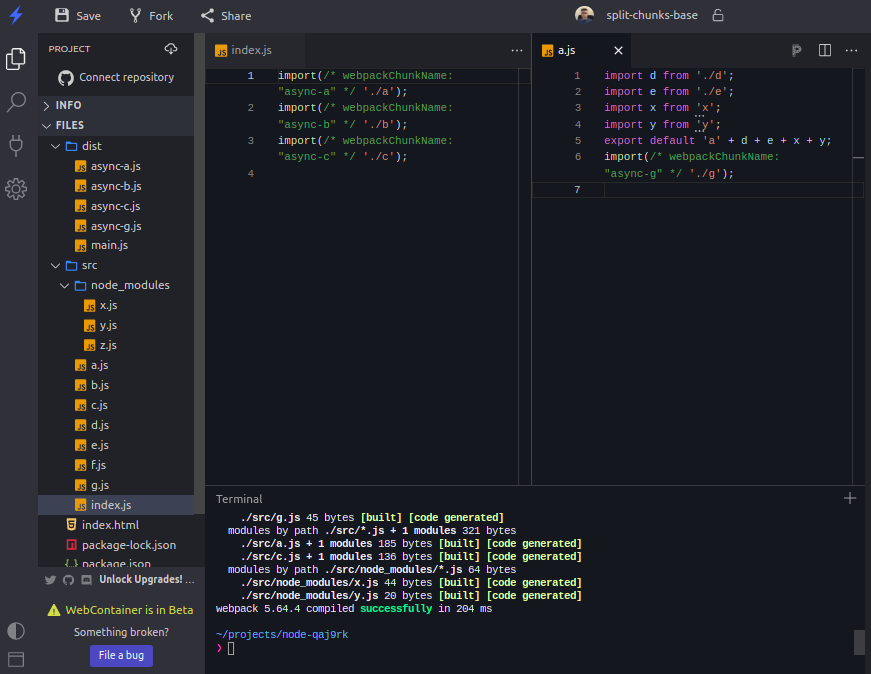 Save
Fork
Share
split-chunks-base
PROJECT
Connect repository
INFO
FILES
dist
async-a.js
async-b.js
async-c.js
async-g.js
main.js
src
node_modules
x.js
y.js
z.js
a.js
b.js
c.js
d.js
e.js
f.js
g.js
index.js
index.html
package-lock.json
package.json
Unlock Upgrades! ...
WebContainer is in Beta
Something broken?
File a bug
index.js
1 import(/* webpackChunkName:
"async-a" */ './a');
2 import(/* webpackChunkName:
"async-b" */ './b');
3 import(/* webpackChunkName:
"async-c" */ './c');
4
a.js
1 import d from './d';
2 import e from './e';
3 import x from 'x';
4 import y from 'y';
5 export default 'a' + d + e + x + y;
6 import(/* webpackChunkName:
"async-g" */ './g');
7
Terminal
./src/g.js 45 bytes [built] [code generated]
modules by path ./src/*.js + 1 modules 321 bytes
./src/a.js + 1 modules 185 bytes [built] [code generated]
./src/c.js + 1 modules 136 bytes [built] [code generated]
modules by path ./src/node_modules/*.js 64 bytes
./src/node_modules/x.js 44 bytes [built] [code generated]
./src/node_modules/y.js 20 bytes [built] [code generated]
webpack 5.64.4 compiled successfully in 204 ms
~/projects/node-qaj9rk
❯